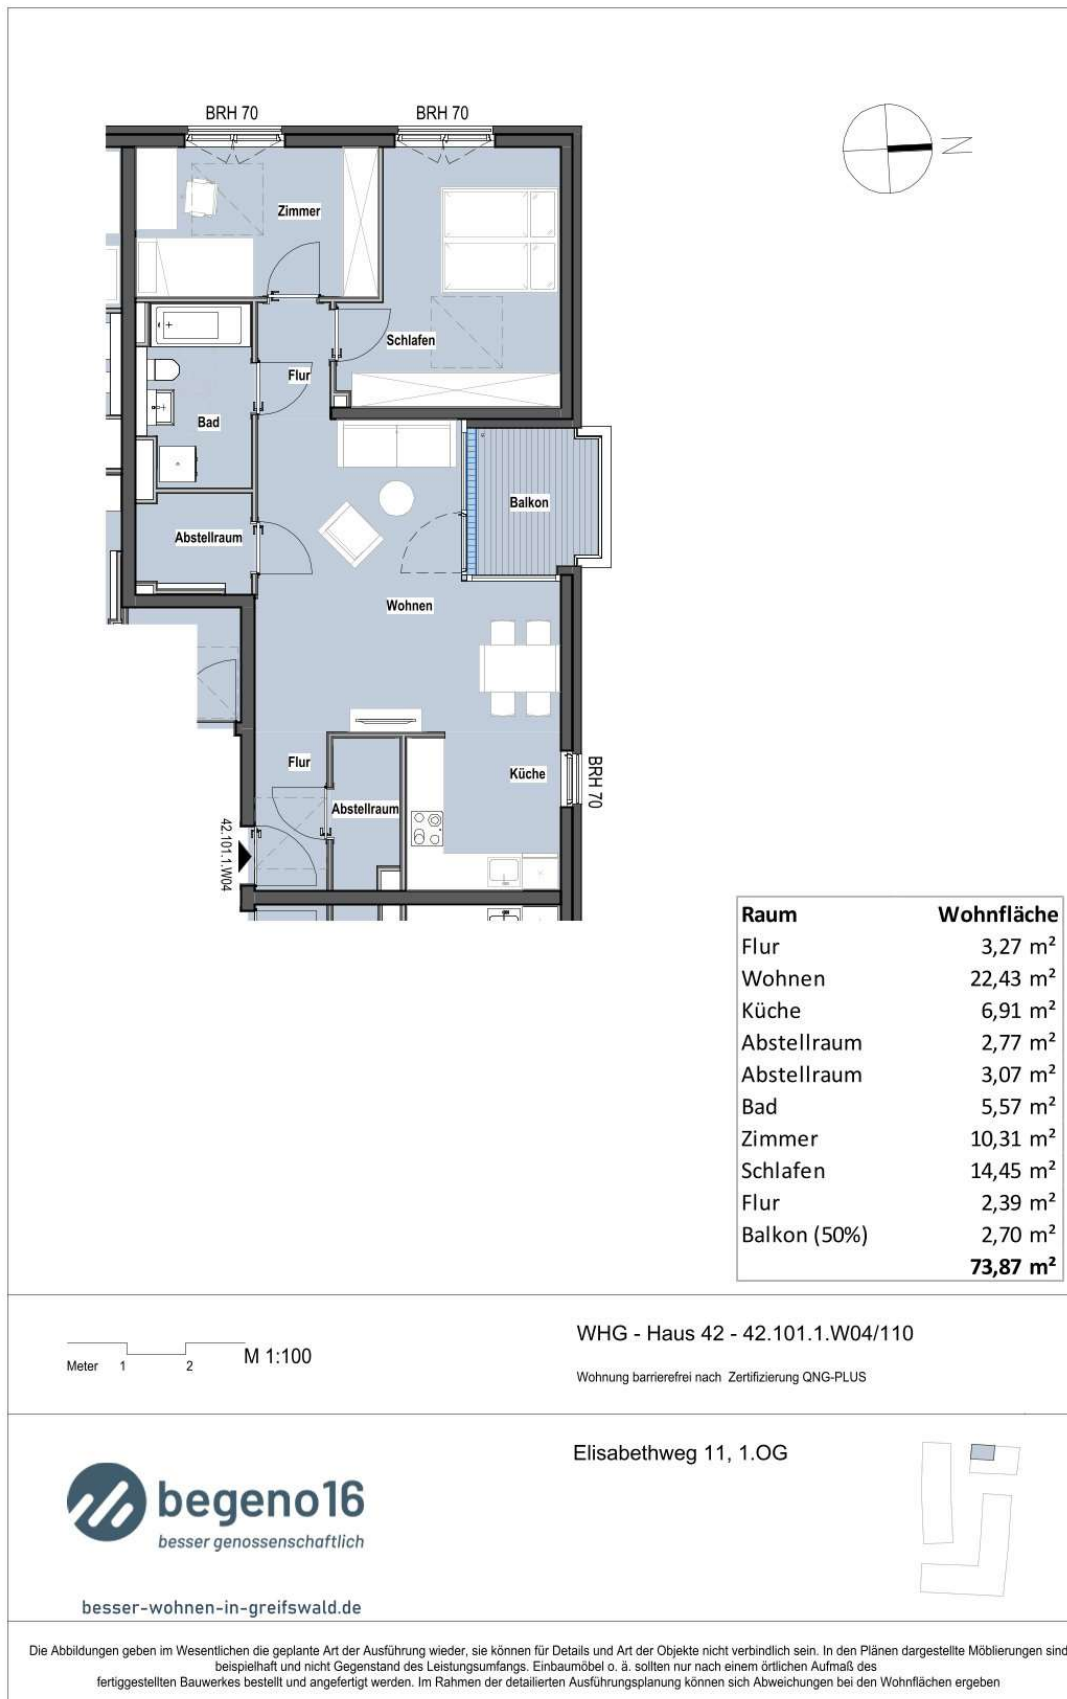 BRH 70
BRH 70
N
Zimmer
Schlafen
Flur
Bad
Balkon
Abstellraum
Wohnen
Flur
Küche
BRH 70
Abstellraum
42.101.1.W04
Raum Wohnfläche
Flur 3,27 m²
Wohnen 22,43 m²
Küche 6,91 m²
Abstellraum 2,77 m²
Abstellraum 3,07 m²
Bad 5,57 m²
Zimmer 10,31 m²
Schlafen 14,45 m²
Flur 2,39 m²
Balkon (50%) 2,70 m²
73,87 m²
Meter 1 2 M 1:100
WHG - Haus 42 - 42.101.1.W04/110
Wohnung barrierefrei nach Zertifizierung QNG-PLUS
Elisabethweg 11, 1.OG
begeno16
besser genossenschaftlich
besser-wohnen-in-greifswald.de
Die Abbildungen geben im Wesentlichen die geplante Art der Ausführung wieder, sie können für Details und Art der Objekte nicht verbindlich sein. In den Plänen dargestellte Möblierungen sind
beispielhaft und nicht Gegenstand des Leistungsumfangs. Einbaumöbel o. ä. sollten nur nach einem örtlichen Aufmaß des
fertiggestellten Bauwerkes bestellt und angefertigt werden. Im Rahmen der detailierten Ausführungsplanung können sich Abweichungen bei den Wohnflächen ergeben